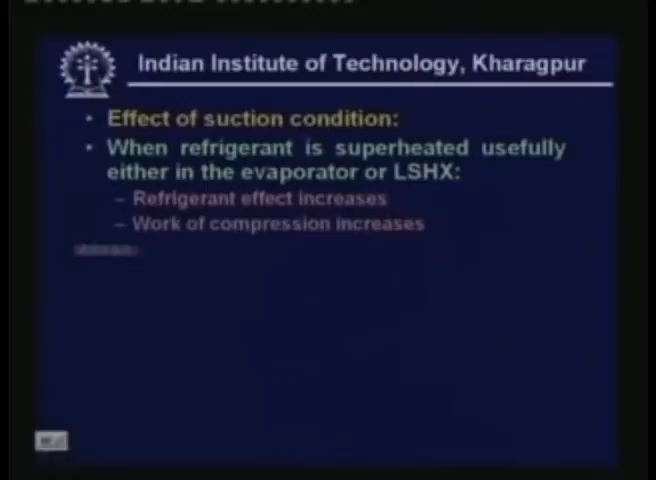 Indian Institute of Technology, Kharagpur
• Effect of suction condition:
• When refrigerant is superheated usefully
either in the evaporator or LSHX:
– Refrigerant effect increases
– Work of compression increases